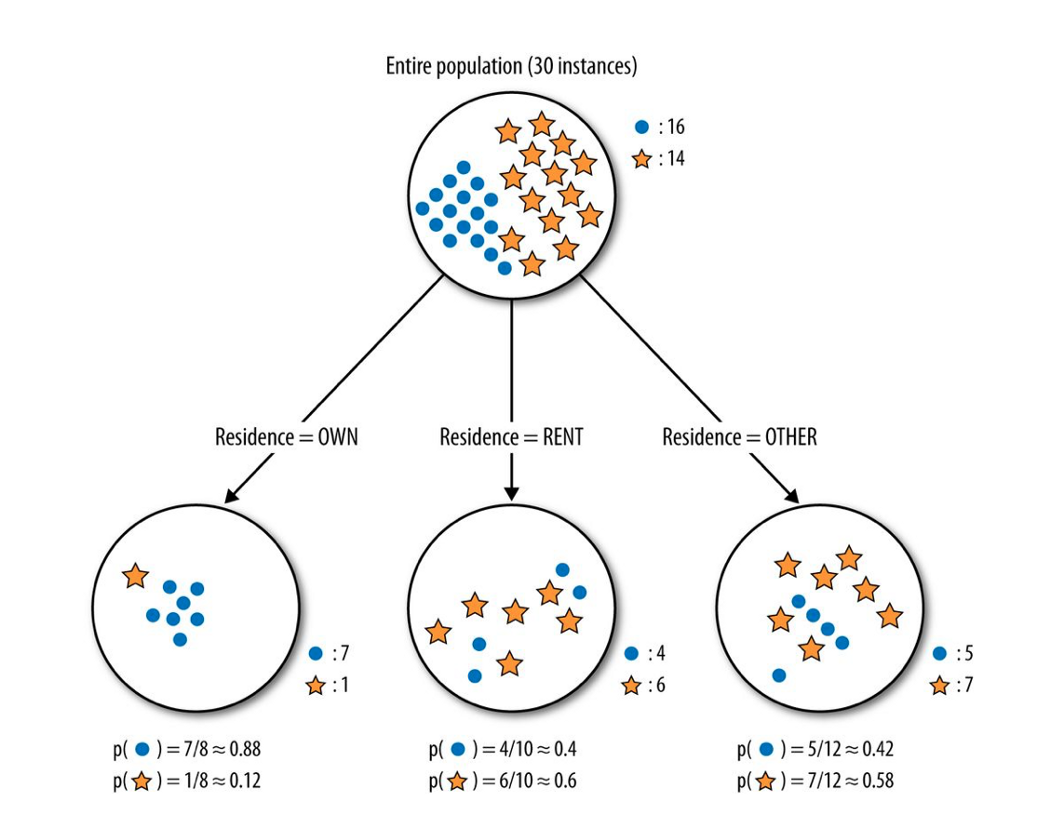 Entire population (30 instances)
: 16
: 14
Residence = OWN
Residence = RENT
Residence = OTHER
: 7
: 1
: 4
: 6
: 5
: 7
p( ) = 7/8 ≈ 0.88
p( ) = 1/8 ≈ 0.12
p( ) = 4/10 ≈ 0.4
p( ) = 6/10 ≈ 0.6
p( ) = 5/12 ≈ 0.42
p( ) = 7/12 ≈ 0.58